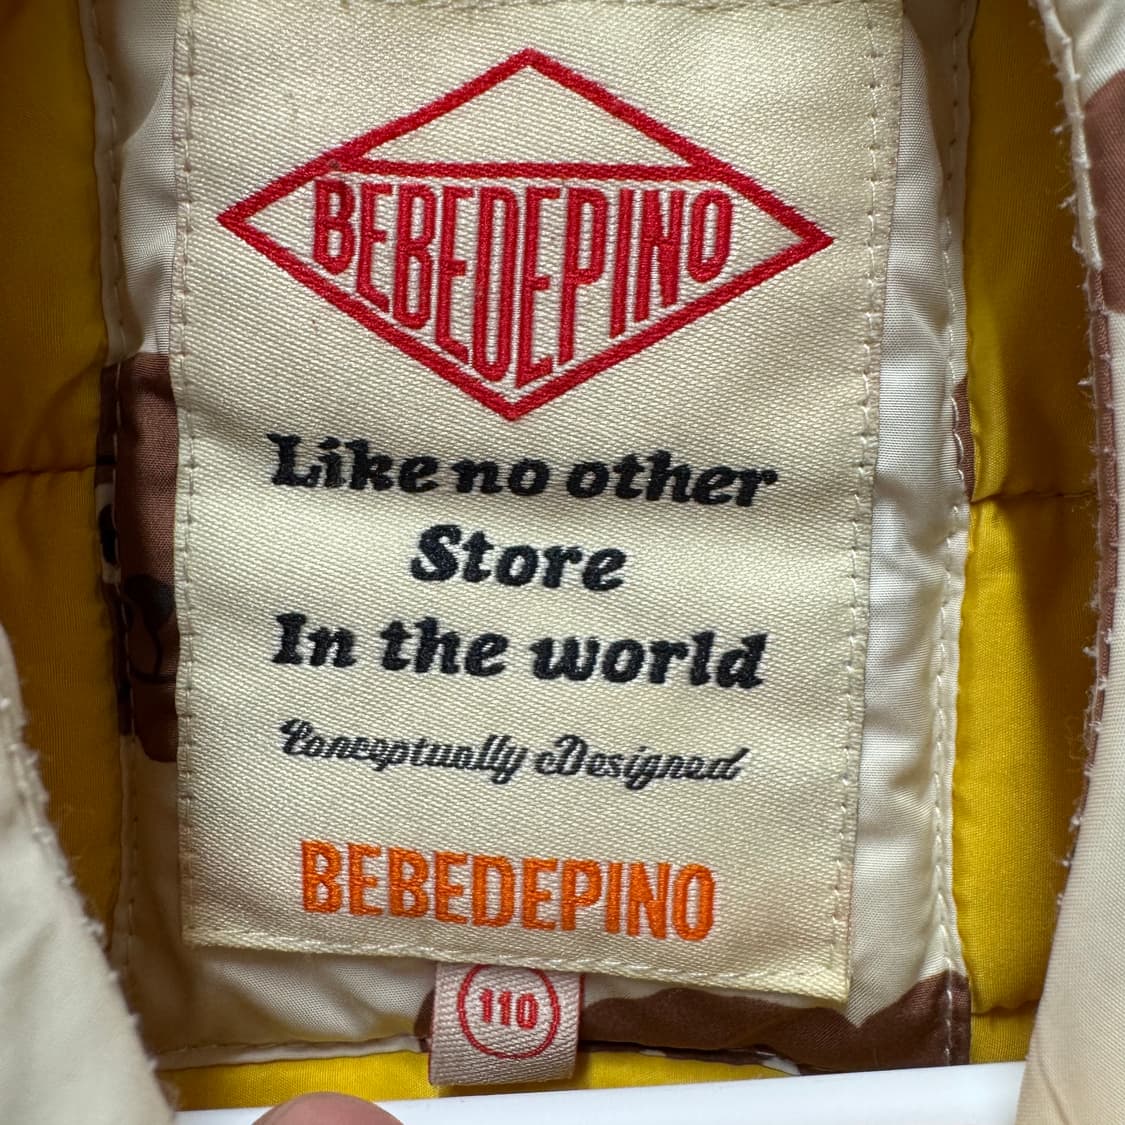 BEBEDEPINO
Like no other
Store
In the world
Conceptually Designed
BEBEDEPINO
110